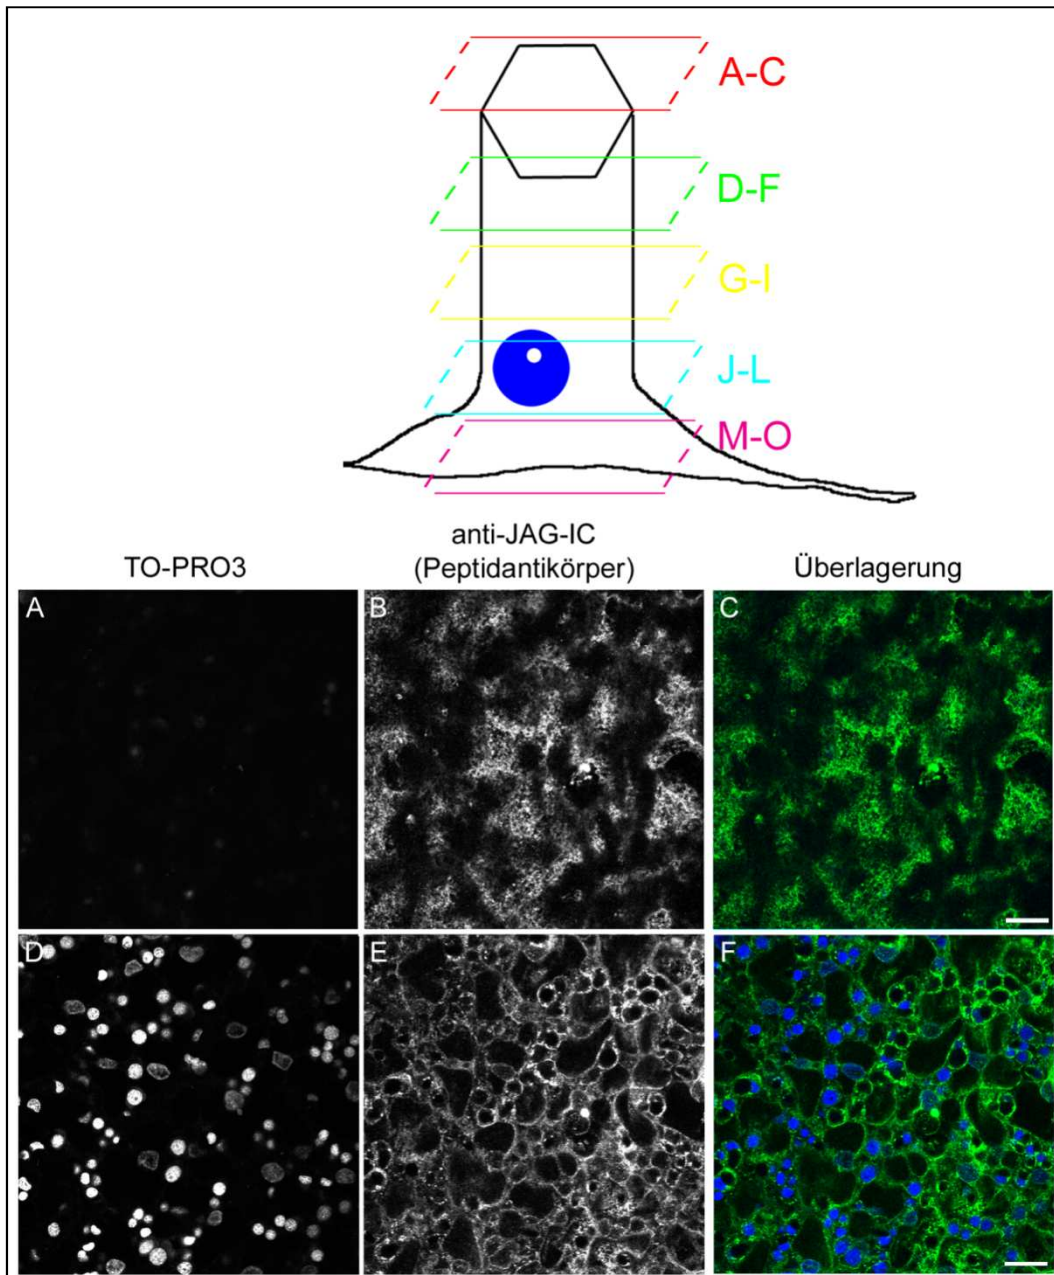 A-C
D-F
G-I
J-L
M-O
TO-PRO3
anti-JAG-IC
(Peptidantikörper)
Überlagerung
A
B
C
D
E
F